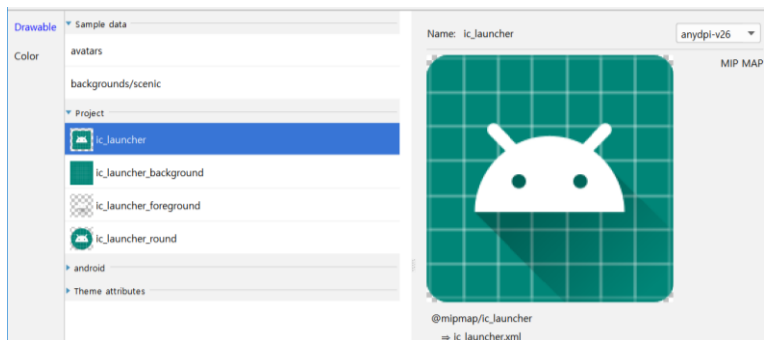 Drawable
Color
Sample data
avatars
backgrounds/scenic
Project
ic_launcher
ic_launcher_background
ic_launcher_foreground
ic_launcher_round
android
Theme attributes
Name: ic_launcher
anydpi-v26
MIP MAP
@mipmap/ic_launcher
⇒ ic_launcher.xml